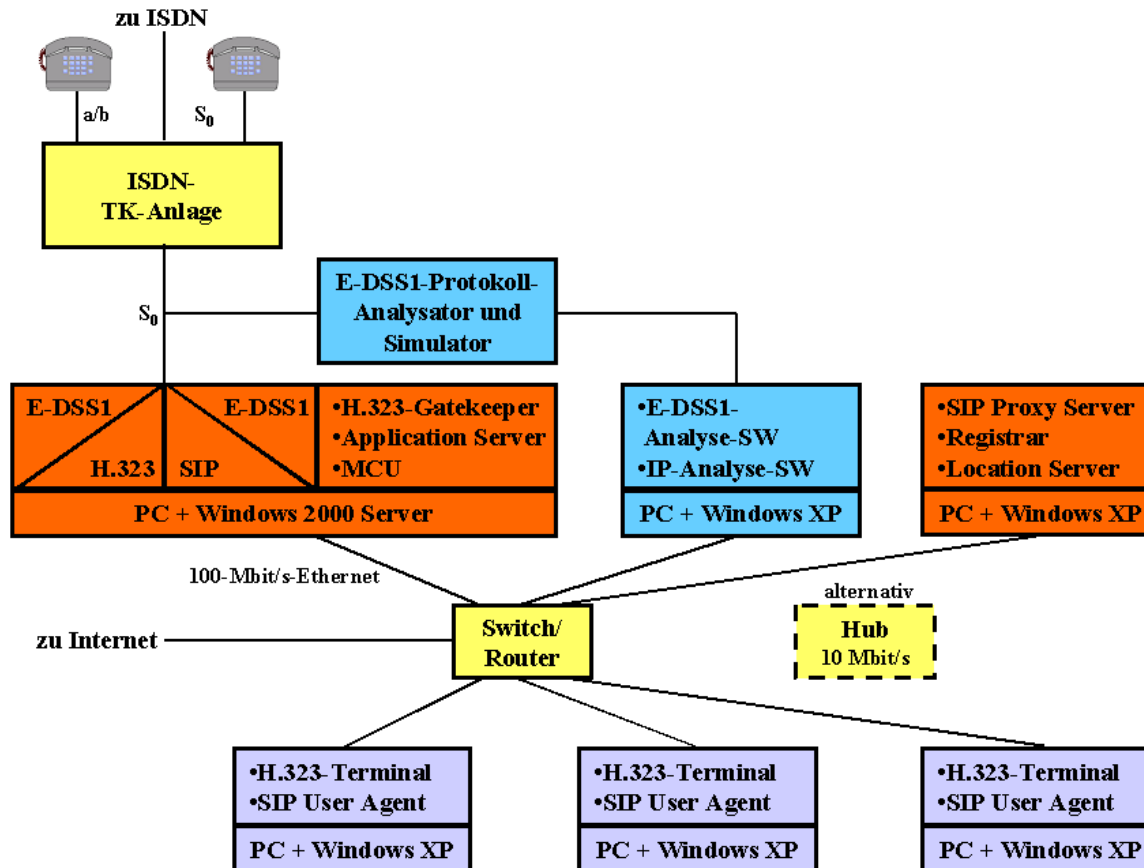 zu ISDN
a/b
S0
ISDN-
TK-Anlage
S0
E-DSS1-Protokoll-
Analysator und
Simulator
E-DSS1
H.323
SIP
E-DSS1
•H.323-Gatekeeper
•Application Server
•MCU
PC + Windows 2000 Server
•E-DSS1-
Analyse-SW
•IP-Analyse-SW
PC + Windows XP
•SIP Proxy Server
•Registrar
•Location Server
PC + Windows XP
100-Mbit/s-Ethernet
zu Internet
Switch/
Router
alternativ
Hub
10 Mbit/s
•H.323-Terminal
•SIP User Agent
PC + Windows XP
•H.323-Terminal
•SIP User Agent
PC + Windows XP
•H.323-Terminal
•SIP User Agent
PC + Windows XP